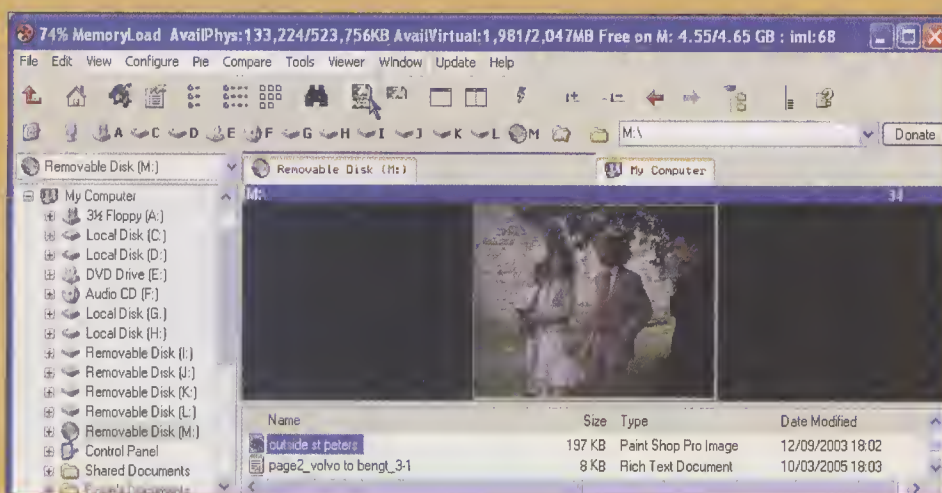 74% MemoryLoad AvailPhys:133,224/523,756KB AvailVirtual:1,981/2,047MB Free on M: 4.55/4.65 GB : iml:68
File Edit View Configure Pie Compare Tools Viewer Window Update Help
A C D E F G H I J K L M M:\ Donate
Removable Disk (M:) Removable Disk (M:) My Computer
M:
My Computer
3½ Floppy (A:)
Local Disk (C:)
Local Disk (D:)
DVD Drive (E:)
Audio CD (F:)
Local Disk (G:)
Local Disk (H:)
Removable Disk (I:)
Removable Disk (J:)
Removable Disk (K:)
Removable Disk (L:)
Removable Disk (M:)
Control Panel
Shared Documents
Documents
Name Size Type Date Modified
outside st peters 197 KB Paint Shop Pro Image 12/09/2003 18:02
page2_volvo to bengt_3-1 8 KB Rich Text Document 10/03/2005 18:03